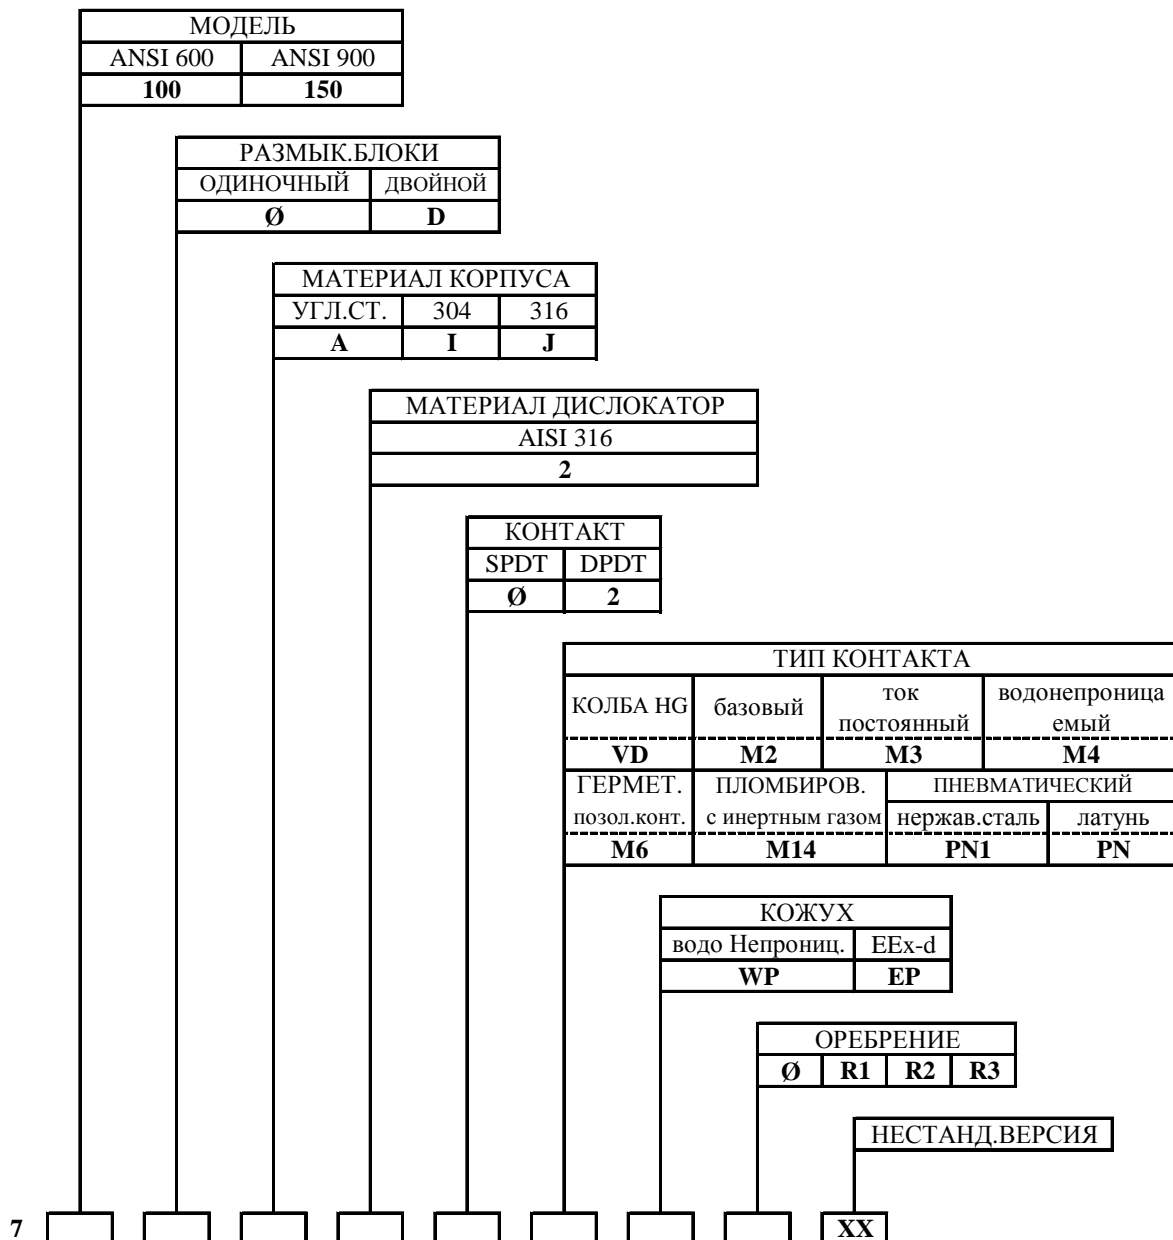 МОДЕЛЬ
ANSI 600 ANSI 900
100 150
РАЗМЫК.БЛОКИ
ОДИНОЧНЫЙ ДВОЙНОЙ
Ø D
МАТЕРИАЛ КОРПУСА
УГЛ.СТ. 304 316
A I J
МАТЕРИАЛ ДИСЛОКАТОР
AISI 316
2
КОНТАКТ
SPDT DPDT
Ø 2
ТИП КОНТАКТА
КОЛБА HG базовый ток водонепроница
постоянный емый
VD M2 M3 M4
ГЕРМЕТ. ПЛОМБИРОВ. ПНЕВМАТИЧЕСКИЙ
позол.конт. с инертным газом нержав.сталь латунь
M6 M14 PN1 PN
КОЖУХ
водо Непрониц. EEx-d
WP EP
ОРЕБРЕНИЕ
Ø R1 R2 R3
НЕСТАНД.ВЕРСИЯ
7 XX